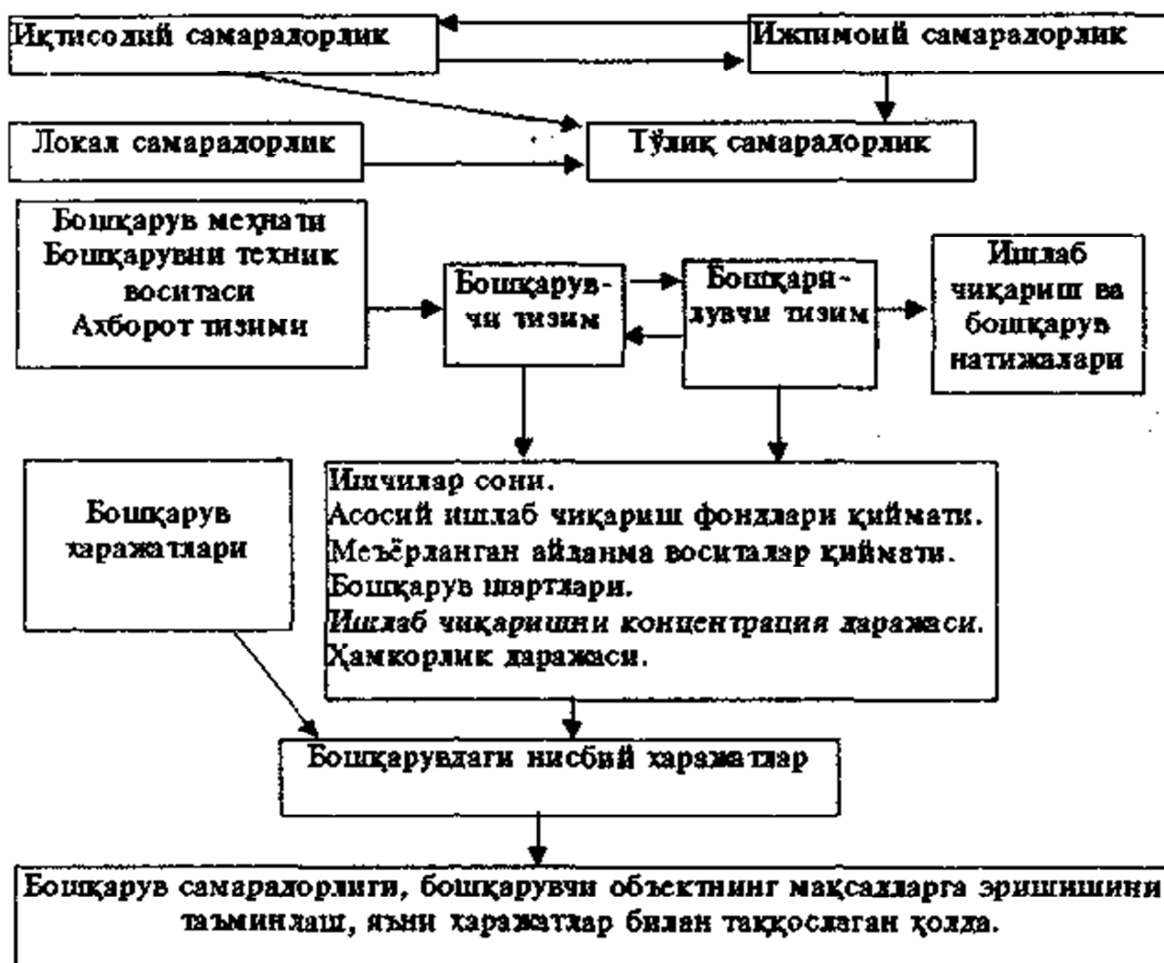 Иқтисодий самарадорлик
Ижтимоий самарадорлик
Локал самарадорлик
Тўлиқ самарадорлик
Бошқарув меҳнати
Бошқарувни техник
воситаси
Ахборот тизими
Бошқарув-
чи тизим
Бошқари-
лувчи тизим
Ишлаб
чиқариш ва
бошқарув
натижалари
Бошқарув
харажатлари
Ишчилар сони.
Асосий ишлаб чиқариш фондлари қиймати.
Меъёрланган айланма воситалар қиймати.
Бошқарув шартлари.
Ишлаб чиқаришни концентрация даражаси.
Ҳамкорлик даражаси.
Бошқарувдаги нисбий харажатлар
Бошқарув самарадорлиги, бошқарувчи объектнинг мақсадларга эришишини
таъминлаш, яъни харажатлар билан таққослаган ҳолда.